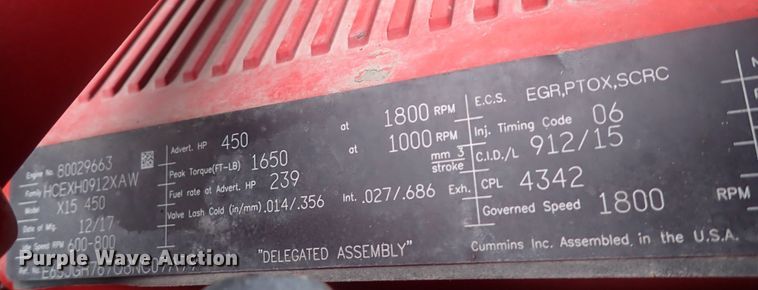 Engine No. 80029663
Family HCEXH0912XAW
Model X15 450
Date of Mfg. 12/17
Idle Speed RPM 600-800
Ref.
Advert. HP 450 at 1800 RPM
Peak Torque(FT-LB) 1650 at 1000 RPM
Fuel rate at Advert. HP 239 mm 3 stroke
Valve Lash Cold (in/mm) .014/.356 Int. .027/.686 Exh.
"DELEGATED ASSEMBLY"
E.C.S. EGR,PTOX,SCRC
Inj. Timing Code 06
C.I.D./L 912/15
CPL 4342
Governed Speed 1800 RPM
Cummins Inc. Assembled, in the U.S.A.
Purple Wave Auction